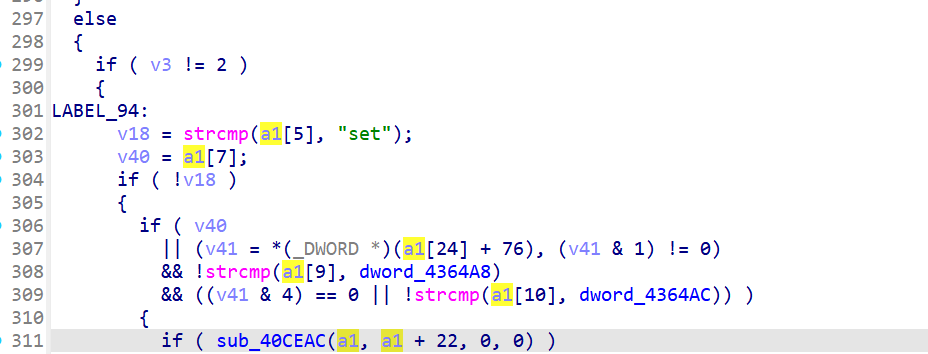 297 else
298 {
299 if ( v3 != 2 )
300 {
301 LABEL_94:
302 v18 = strcmp(a1[5], "set");
303 v40 = a1[7];
304 if ( !v18 )
305 {
306 if ( v40
307 || (v41 = *(_DWORD *)(a1[24] + 76), (v41 & 1) != 0)
308 && !strcmp(a1[9], dword_4364A8)
309 && ((v41 & 4) == 0 || !strcmp(a1[10], dword_4364AC)) )
310 {
311 if ( sub_40CEAC(a1, a1 + 22, 0, 0) )